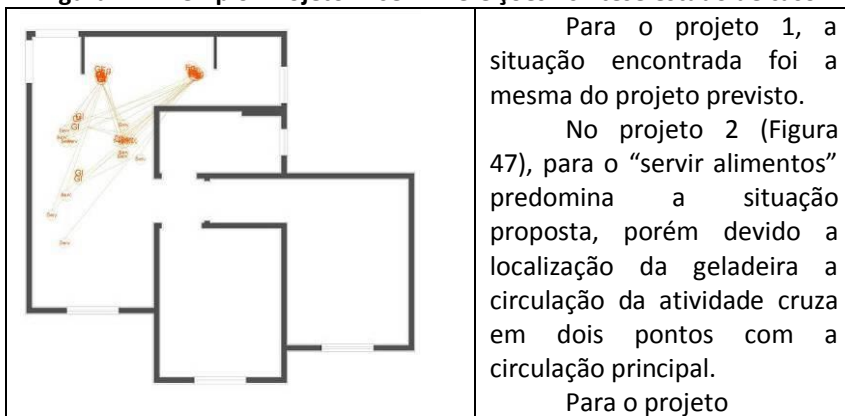 Para o projeto 1, a
situação encontrada foi a
mesma do projeto previsto.
No projeto 2 (Figura
47), para o “servir alimentos”
predomina a situação
proposta, porém devido a
localização da geladeira a
circulação da atividade cruza
em dois pontos com a
circulação principal.
Para o projeto